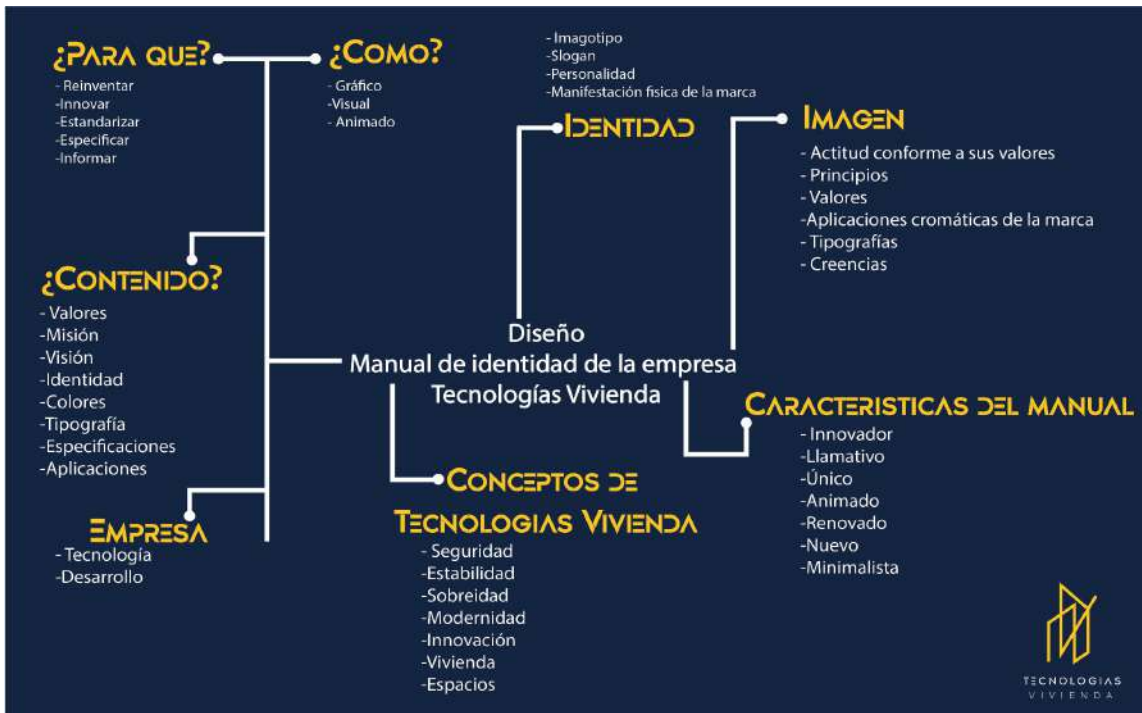 ¿PARA QUE?
- Reinventar
-Innovar
-Estandarizar
-Especificar
-Informar
¿COMO?
- Gráfico
-Visual
- Animado
- Imagotipo
-Slogan
-Personalidad
-Manifestación fisica de la marca
IDENTIDAD
IMAGEN
- Actitud conforme a sus valores
- Principios
- Valores
-Aplicaciones cromáticas de la marca
- Tipografías
- Creencias
¿CONTENIDO?
- Valores
-Misión
-Visión
-Identidad
-Colores
-Tipografía
-Especificaciones
-Aplicaciones
Diseño
Manual de identidad de la empresa
Tecnologías Vivienda
CARACTERISTICAS DEL MANUAL
- Innovador
-Llamativo
-Único
-Animado
-Renovado
-Nuevo
-Minimalista
EMPRESA
- Tecnología
-Desarrollo
CONCEPTOS DE
TECNOLOGIAS VIVIENDA
- Seguridad
-Estabilidad
-Sobreidad
-Modernidad
-Innovación
-Vivienda
-Espacios
TECNOLOGIAS
VIVIENDA